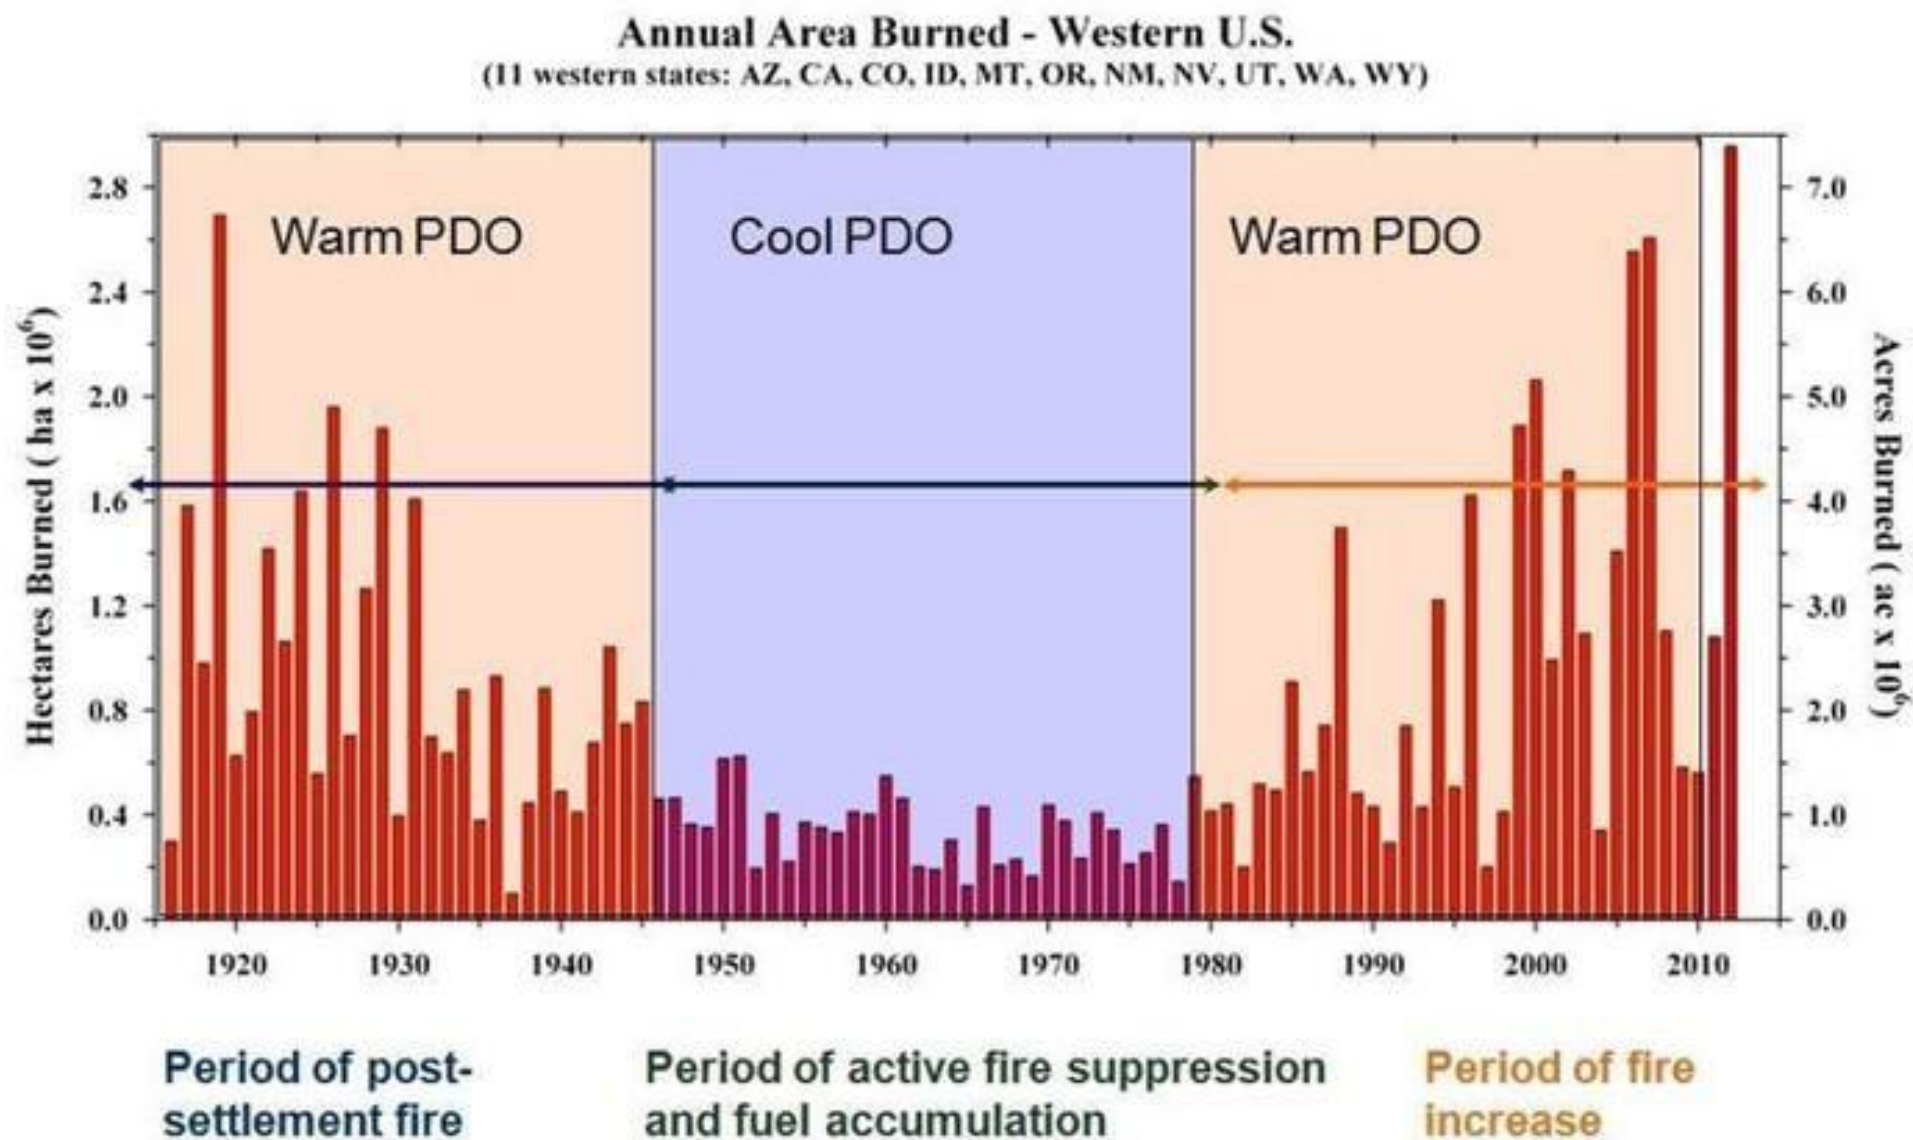 Annual Area Burned - Western U.S.
(11 western states: AZ, CA, CO, ID, MT, OR, NM, NV, UT, WA, WY)
Warm PDO
Cool PDO
Warm PDO
Hectares Burned ( ha x 10⁶)
2.8
2.4
2.0
1.6
1.2
0.8
0.4
0.0
7.0
6.0
5.0
4.0
3.0
2.0
1.0
0.0
Acres Burned ( ac x 10⁶)
1920 1930 1940 1950 1960 1970 1980 1990 2000 2010
Period of post-
settlement fire
Period of active fire suppression
and fuel accumulation
Period of fire
increase